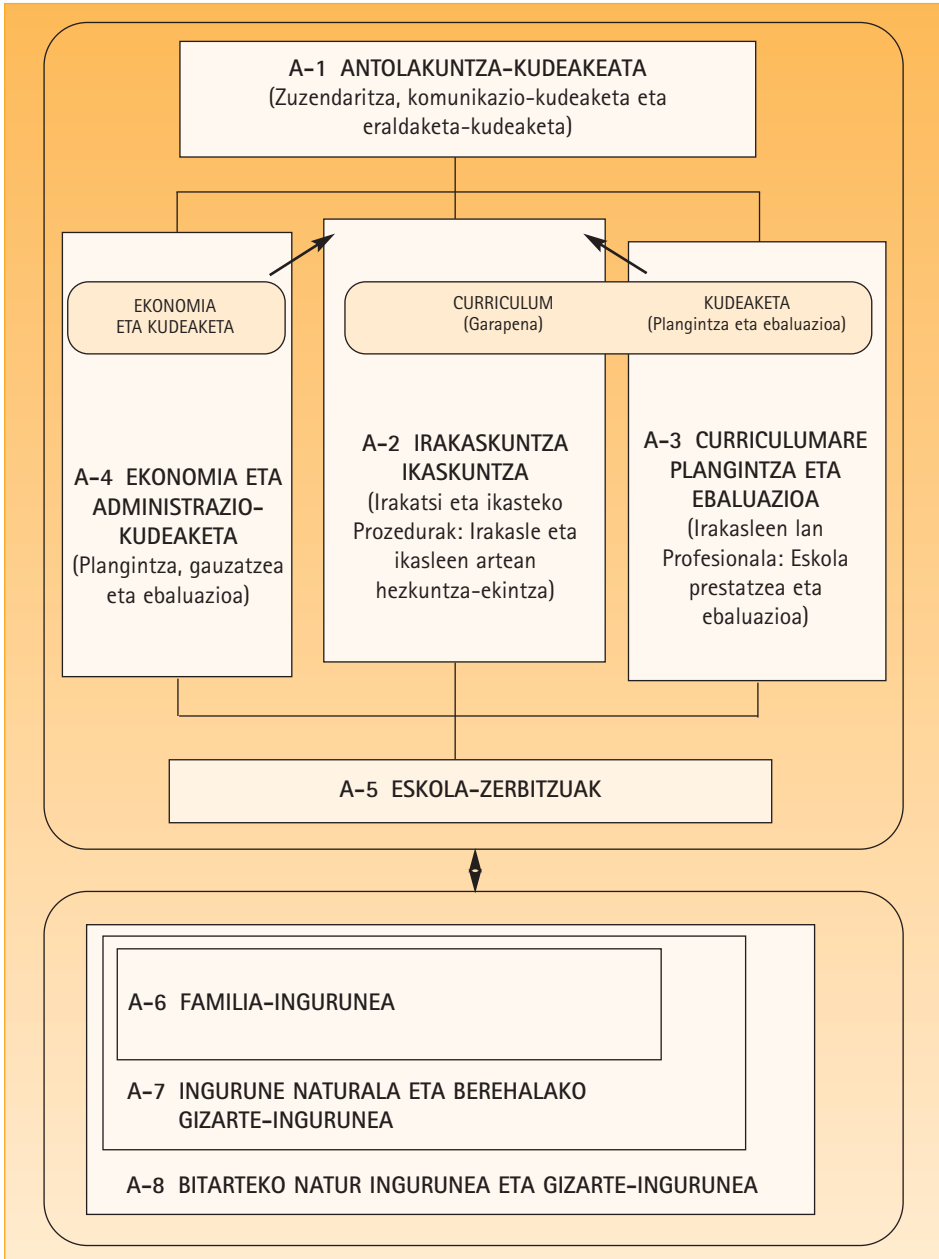 A-1 ANTOLAKUNTZA-KUDEAKEATA
(Zuzendaritza, komunikazio-kudeaketa eta
eraldaketa-kudeaketa)
EKONOMIA
ETA KUDEAKETA
CURRICULUM
(Garapena)
KUDEAKETA
(Plangintza eta ebaluazioa)
A-4 EKONOMIA ETA
ADMINISTRAZIO-
KUDEAKETA
(Plangintza, gauzatzea
eta ebaluazioa)
A-2 IRAKASKUNTZA
IKASKUNTZA
(Irakatsi eta ikasteko
Prozedurak: Irakasle eta
ikasleen artean
hezkuntza-ekintza)
A-3 CURRICULUMARE
PLANGINTZA ETA
EBALUAZIOA
(Irakasleen lan
Profesionala: Eskola
prestatzea eta
ebaluazioa)
A-5 ESKOLA-ZERBITZUAK
A-6 FAMILIA-INGURUNEA
A-7 INGURUNE NATURALA ETA BEREHALAKO
GIZARTE-INGURUNEA
A-8 BITARTEKO NATUR INGURUNEA ETA GIZARTE-INGURUNEA